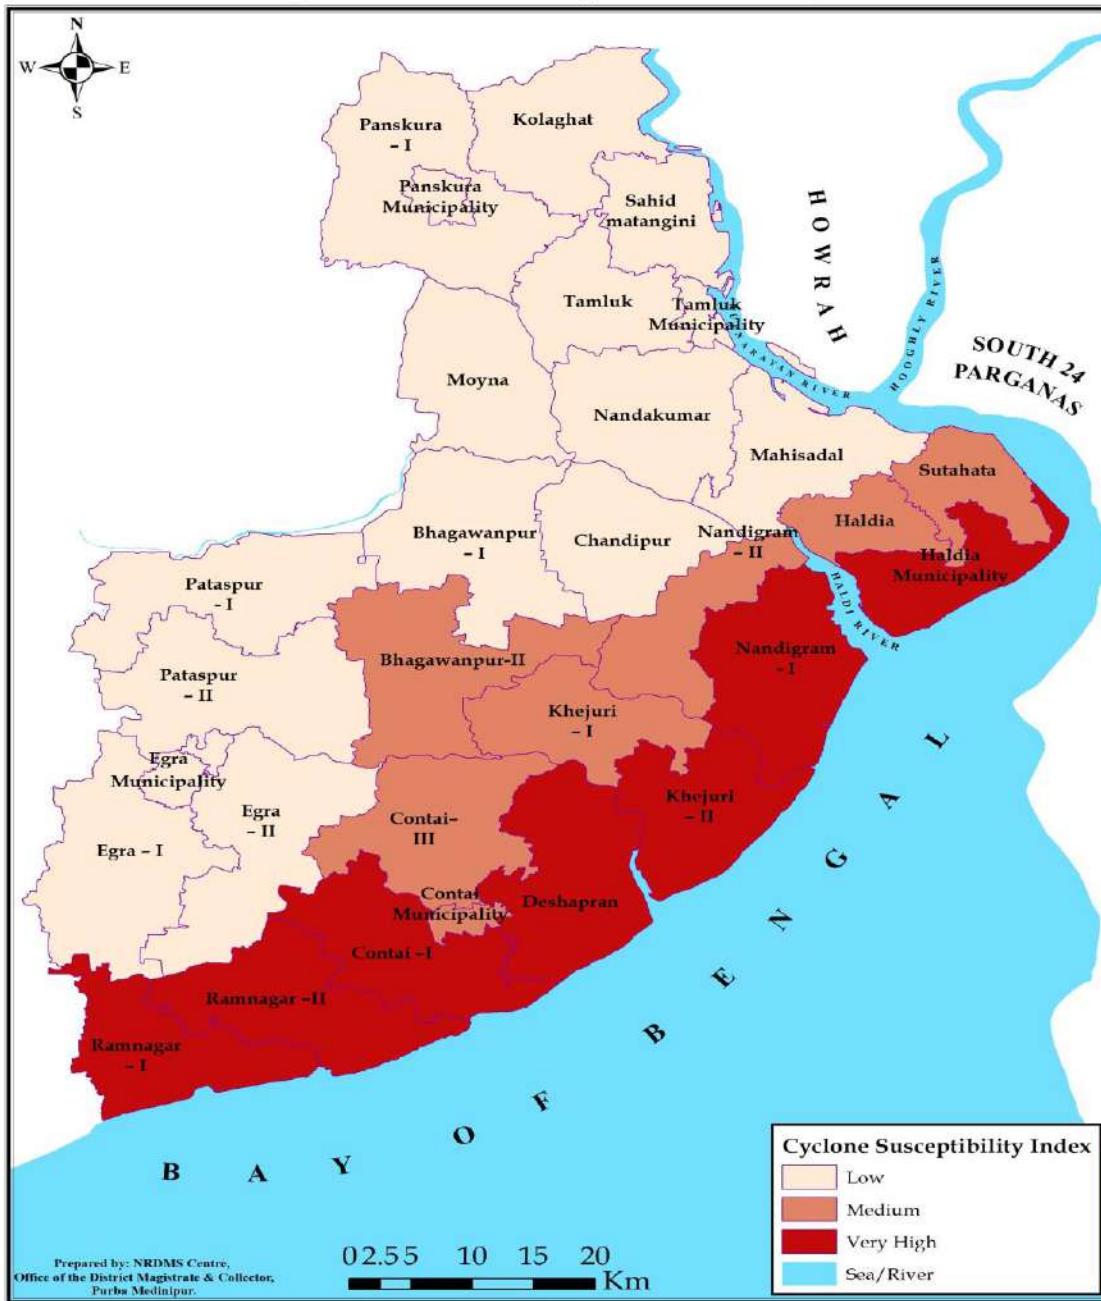 N
W E
S
Panskura
– I
Kolaghat
Panskura
Municipality
Sahid
matangini
HOWRAH
HOOGHLY RIVER
Tamluk
Tamluk
Municipality
NARAYAN RIVER
SOUTH 24
PARGANAS
Moyna
Nandakumar
Mahisadal
Sutahata
Haldia
Bhagawanpur
– I
Chandipur
Nandigram
– II
Haldia
Municipality
HALDI RIVER
Pataspur
- I
Bhagawanpur-II
Nandigram
- I
Pataspur
– II
Khejuri
– I
Egra
Municipality
Khejuri
– II
Egra
– II
Contai–
III
Egra – I
Contai
Municipality
Deshapran
Contai –I
Ramnagar –II
Ramnagar
– I
BAY OF BENGAL
Cyclone Susceptibility Index
Low
Medium
Very High
Sea/River
0 2.5 5 10 15 20
Km
Prepared by: NRDMS Centre,
Office of the District Magistrate & Collector,
Purba Medinipur.